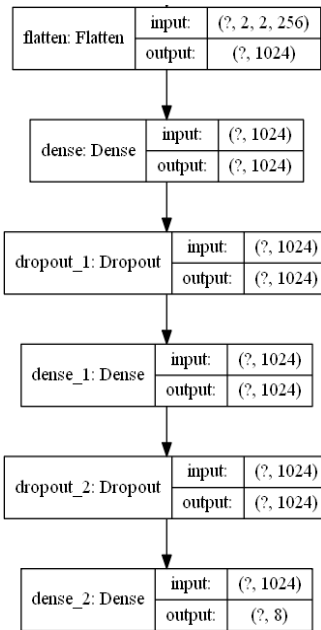 flatten: Flatten
input: (?, 2, 2, 256)
output: (?, 1024)
dense: Dense
input: (?, 1024)
output: (?, 1024)
dropout_1: Dropout
input: (?, 1024)
output: (?, 1024)
dense_1: Dense
input: (?, 1024)
output: (?, 1024)
dropout_2: Dropout
input: (?, 1024)
output: (?, 1024)
dense_2: Dense
input: (?, 1024)
output: (?, 8)